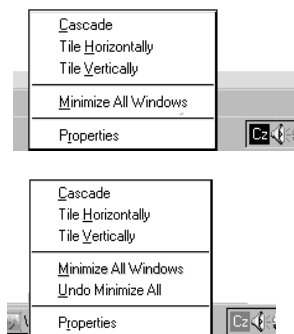 Cascade
Tile Horizontally
Tile Vertically
Minimize All Windows
Properties
Cz
Cascade
Tile Horizontally
Tile Vertically
Minimize All Windows
Undo Minimize All
Properties
Cz